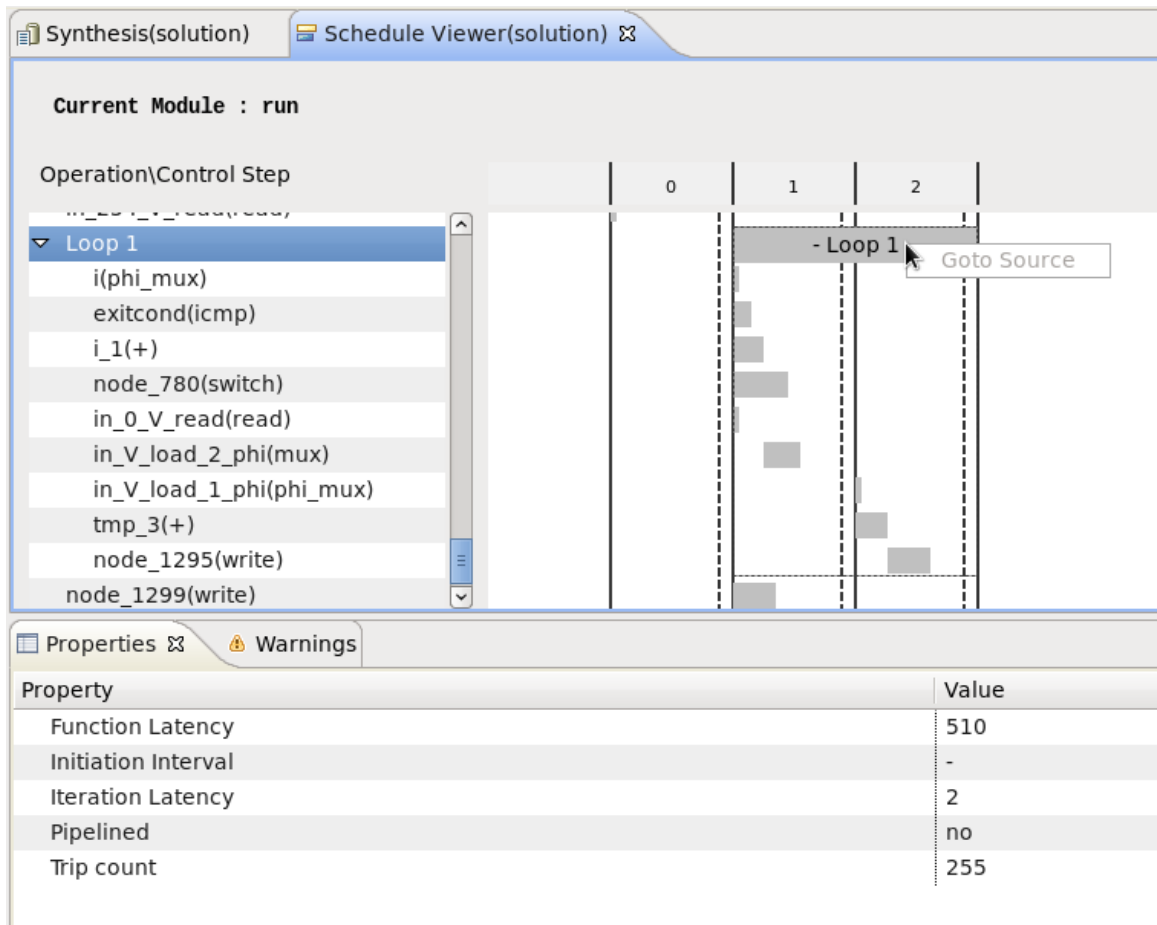 Synthesis(solution) Schedule Viewer(solution)
Current Module : run
Operation\Control Step
0 1 2
Loop 1 - Loop 1
Goto Source
i(phi_mux)
exitcond(icmp)
i_1(+)
node_780(switch)
in_0_V_read(read)
in_V_load_2_phi(mux)
in_V_load_1_phi(phi_mux)
tmp_3(+)
node_1295(write)
node_1299(write)
Properties Warnings
Property Value
Function Latency 510
Initiation Interval -
Iteration Latency 2
Pipelined no
Trip count 255